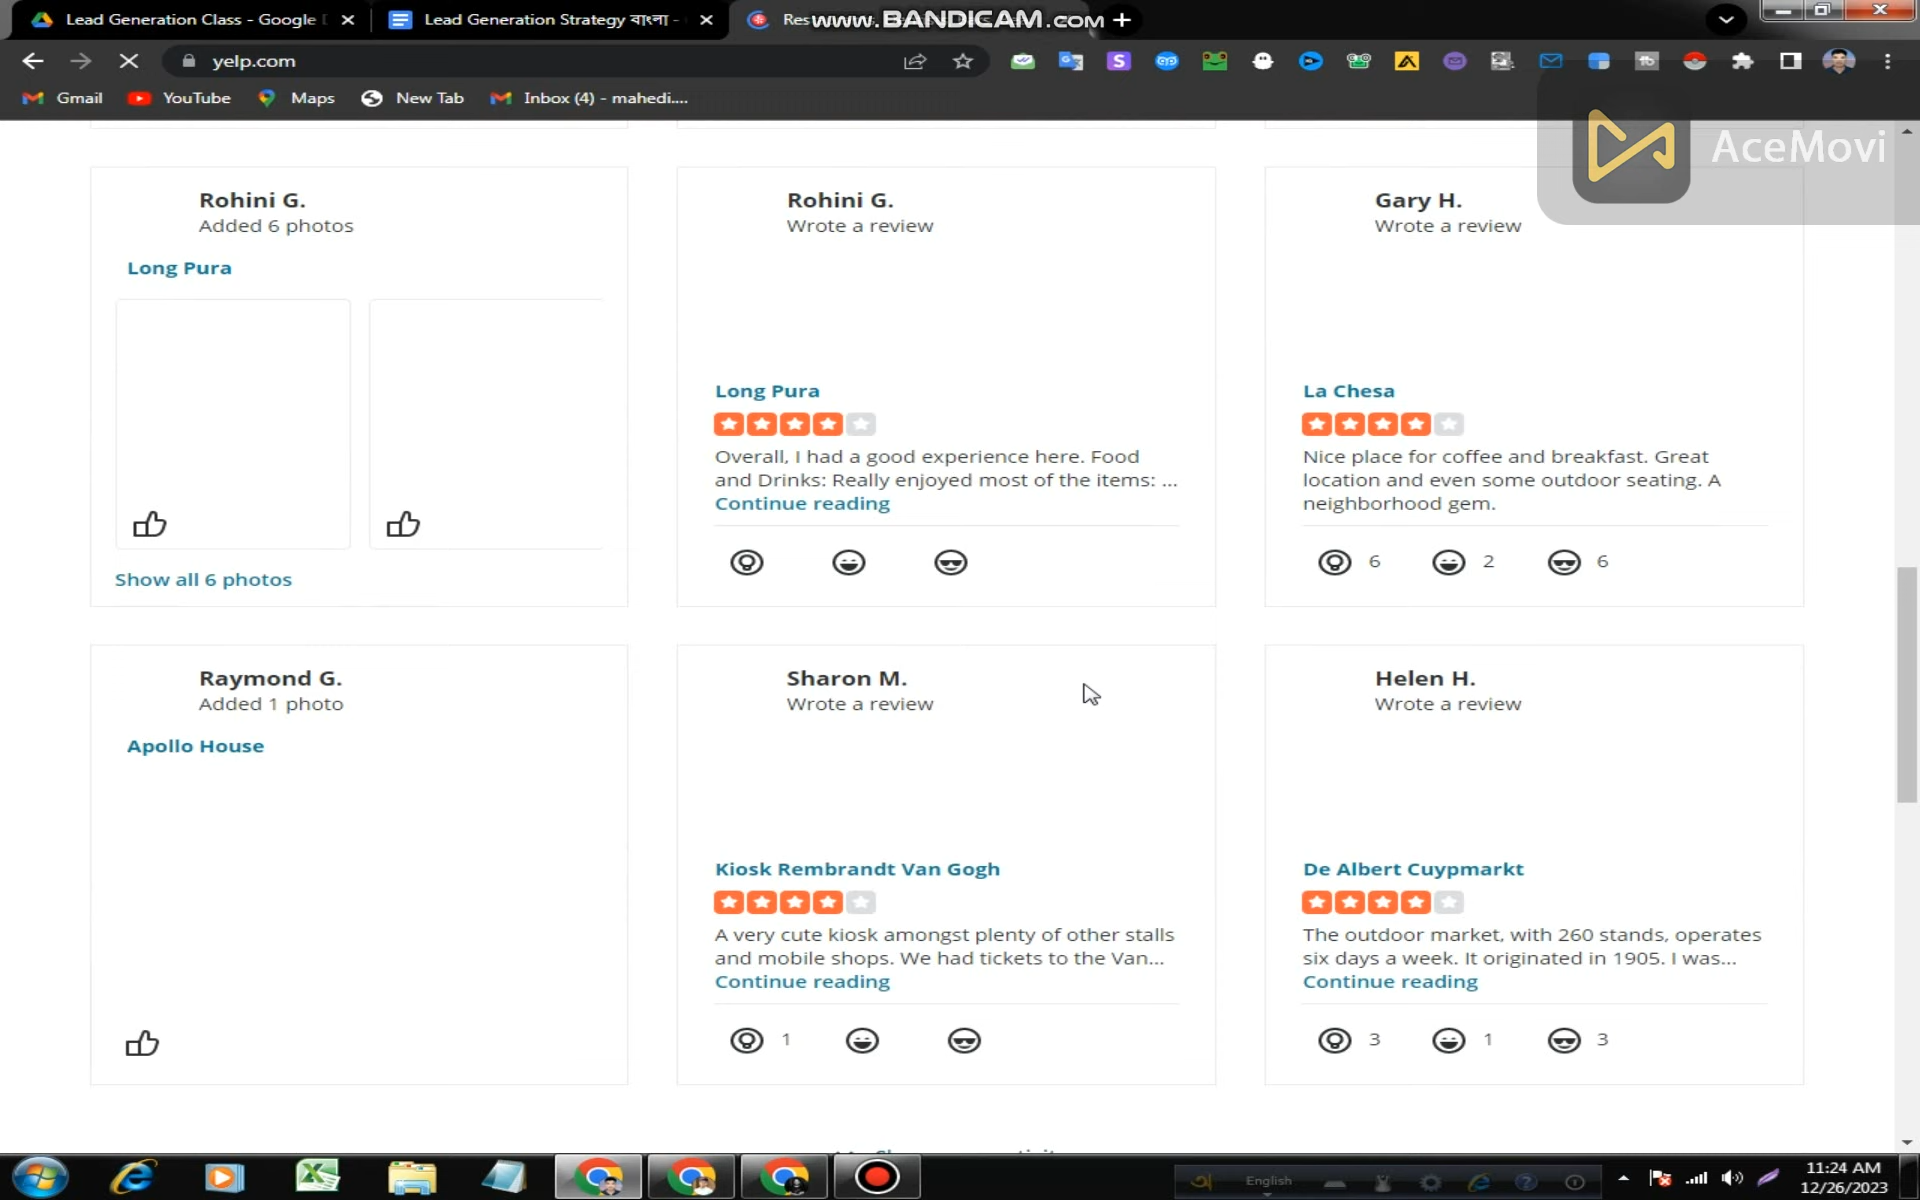 Lead Generation Class - Google
Lead Generation Strategy বাংলা -
Res
www.BANDICAM.com
yelp.com
Gmail
YouTube
Maps
New Tab
Inbox (4) - mahedi....
AceMovi
Rohini G.
Added 6 photos
Long Pura
Show all 6 photos
Rohini G.
Wrote a review
Long Pura
Overall, I had a good experience here. Food
and Drinks: Really enjoyed most of the items: ...
Continue reading
Gary H.
Wrote a review
La Chesa
Nice place for coffee and breakfast. Great
location and even some outdoor seating. A
neighborhood gem.
6 2 6
Raymond G.
Added 1 photo
Apollo House
Sharon M.
Wrote a review
Kiosk Rembrandt Van Gogh
A very cute kiosk amongst plenty of other stalls
and mobile shops. We had tickets to the Van...
Continue reading
1
Helen H.
Wrote a review
De Albert Cuypmarkt
The outdoor market, with 260 stands, operates
six days a week. It originated in 1905. I was...
Continue reading
3 1 3
English
11:24 AM
12/26/2023